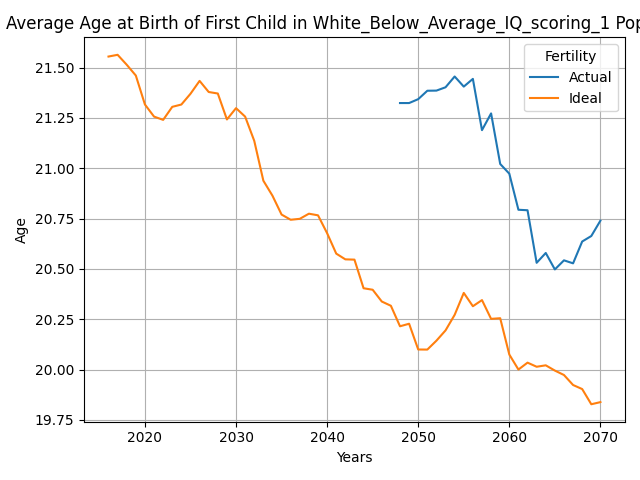 Average Age at Birth of First Child in White_Below_Average_IQ_scoring_1 Pop
Fertility
Actual
Ideal
21.50
21.25
21.00
20.75
20.50
20.25
20.00
19.75
Age
2020 2030 2040 2050 2060 2070
Years